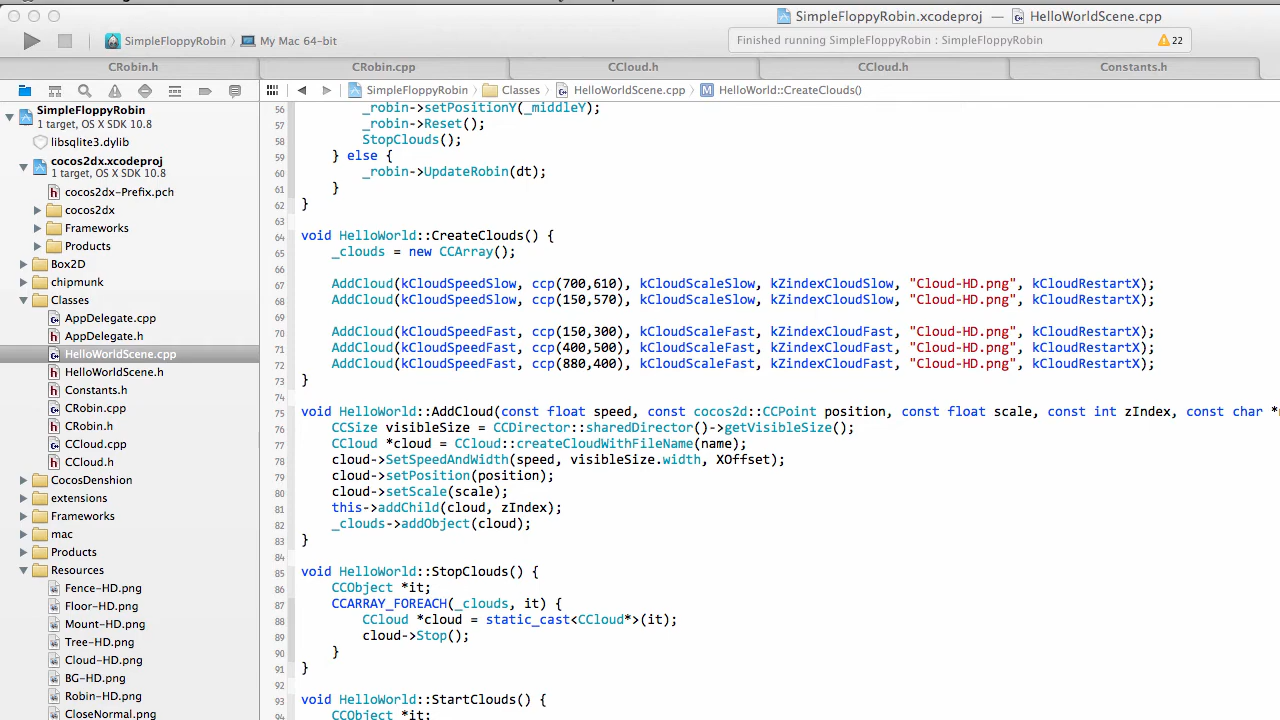 SimpleFloppyRobin.xcodeproj — HelloWorldScene.cpp
SimpleFloppyRobin > My Mac 64-bit
Finished running SimpleFloppyRobin : SimpleFloppyRobin
22
CRobin.h
CRobin.cpp
CCloud.h
CCloud.h
Constants.h
SimpleFloppyRobin > Classes > HelloWorldScene.cpp > M HelloWorld::CreateClouds()
SimpleFloppyRobin
1 target, OS X SDK 10.8
libsqlite3.dylib
cocos2dx.xcodeproj
1 target, OS X SDK 10.8
cocos2dx-Prefix.pch
cocos2dx
Frameworks
Products
Box2D
chipmunk
Classes
AppDelegate.cpp
AppDelegate.h
HelloWorldScene.cpp
HelloWorldScene.h
Constants.h
CRobin.cpp
CRobin.h
CCloud.cpp
CCloud.h
CocosDenshion
extensions
Frameworks
mac
Products
Resources
Fence-HD.png
Floor-HD.png
Mount-HD.png
Tree-HD.png
Cloud-HD.png
BG-HD.png
Robin-HD.png
CloseNormal.png
56 _robin->setPositionY(_middleY);
57 _robin->Reset();
58 StopClouds();
59 } else {
60 _robin->UpdateRobin(dt);
61 }
62 }
63
64 void HelloWorld::CreateClouds() {
65 _clouds = new CCArray();
66
67 AddCloud(kCloudSpeedSlow, ccp(700,610), kCloudScaleSlow, kZindexCloudSlow, "Cloud-HD.png", kCloudRestartX);
68 AddCloud(kCloudSpeedSlow, ccp(150,570), kCloudScaleSlow, kZindexCloudSlow, "Cloud-HD.png", kCloudRestartX);
69
70 AddCloud(kCloudSpeedFast, ccp(150,300), kCloudScaleFast, kZindexCloudFast, "Cloud-HD.png", kCloudRestartX);
71 AddCloud(kCloudSpeedFast, ccp(400,500), kCloudScaleFast, kZindexCloudFast, "Cloud-HD.png", kCloudRestartX);
72 AddCloud(kCloudSpeedFast, ccp(880,400), kCloudScaleFast, kZindexCloudFast, "Cloud-HD.png", kCloudRestartX);
73 }
74
75 void HelloWorld::AddCloud(const float speed, const cocos2d::CCPoint position, const float scale, const int zIndex, const char *
76 CCSize visibleSize = CCDirector::sharedDirector()->getVisibleSize();
77 CCloud *cloud = CCloud::createCloudWithFileName(name);
78 cloud->SetSpeedAndWidth(speed, visibleSize.width, XOffset);
79 cloud->setPosition(position);
80 cloud->setScale(scale);
81 this->addChild(cloud, zIndex);
82 _clouds->addObject(cloud);
83 }
84
85 void HelloWorld::StopClouds() {
86 CCObject *it;
87 CCARRAY_FOREACH(_clouds, it) {
88 CCloud *cloud = static_cast<CCloud*>(it);
89 cloud->Stop();
90 }
91 }
92
93 void HelloWorld::StartClouds() {
94 CCObject *it;